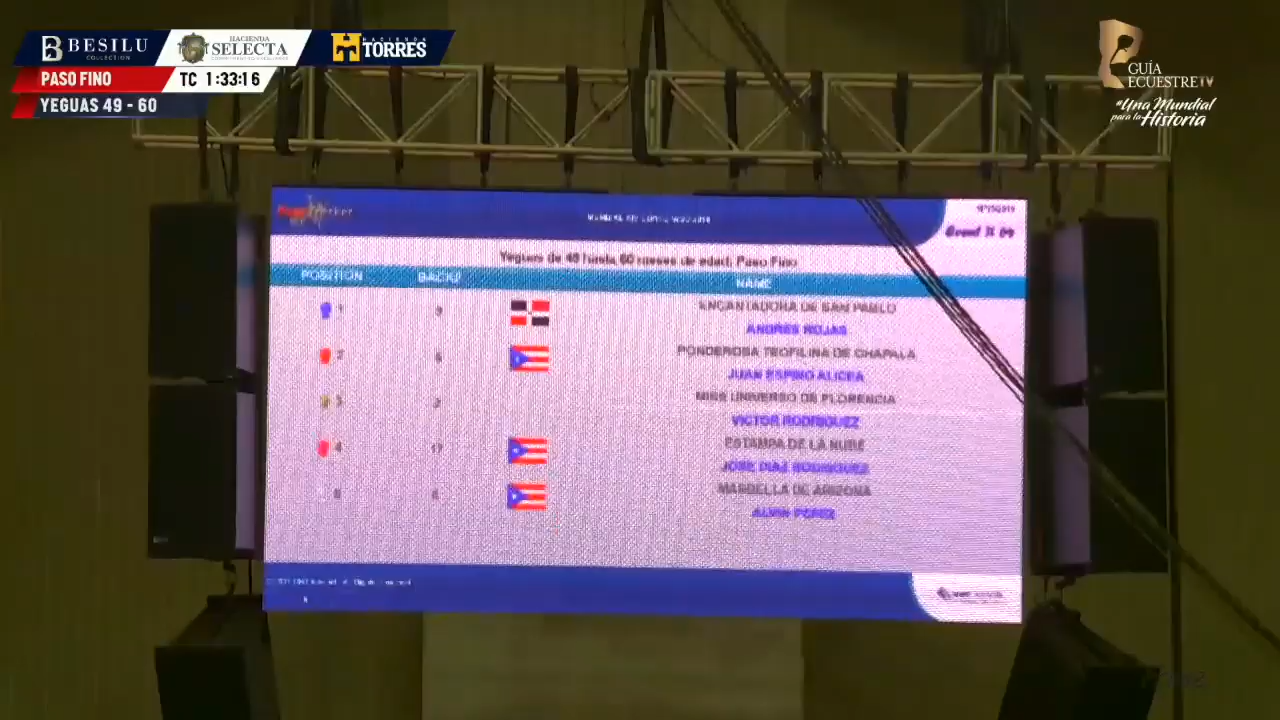 BESILU
COLLECTION
HACIENDA
SELECTA
HACIENDA
TORRES
PASO FINO
TC 1:33:16
YEGUAS 49 - 60
GUÍA
ECUESTRETV
#Una Mundial
para la Historia
Yeguas de 49 hasta 60 meses de edad, Paso Fino
POSITION BACK# NAME
1 9 ENCANTADORA DE SAN PABLO
ANDRES ROJAS
2 PONDEROSA TEOFILINA DE CHAPALA
JUAN ESPINO ALICEA
3 MISS UNIVERSO DE FLORENCIA
VICTOR RODRIGUEZ
4 17 ESTAMPA DE LA NUBE
JOSE DIAZ RODRIGUEZ
MARBELLA DE ARIZONA
ALVIN PEREZ